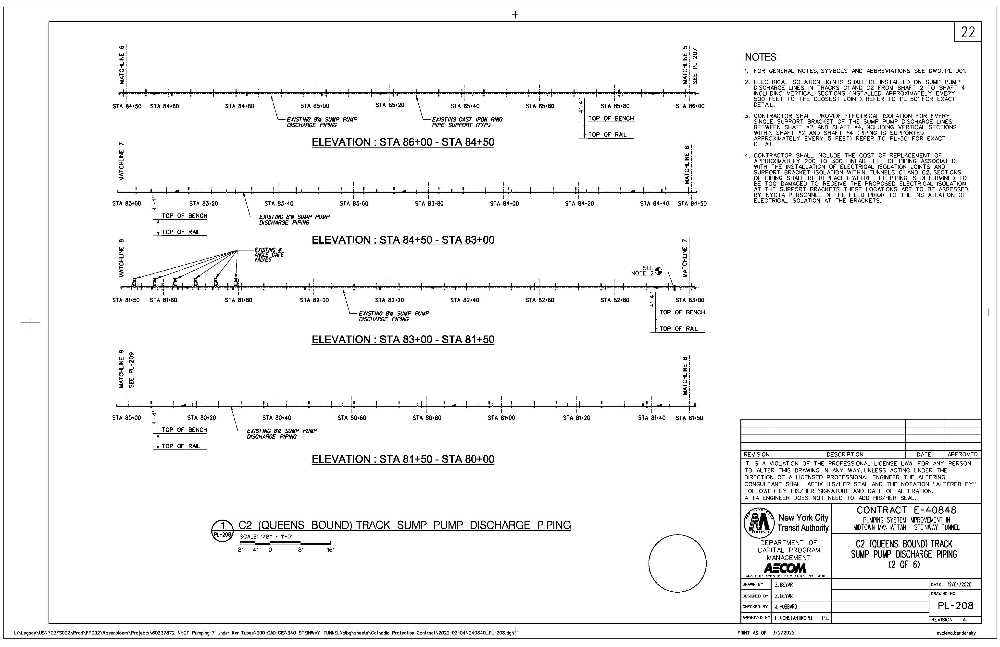 22
MATCHLINE 6
MATCHLINE 5
SEE PL-207
STA 84+50 STA 84+60 STA 84+80 STA 85+00 STA 85+20 STA 85+40 STA 85+60 STA 85+80 STA 86+00
4'-4"
EXISTING 8"ø SUMP PUMP
DISCHARGE PIPING
EXISTING CAST IRON RING
PIPE SUPPORT (TYP.)
TOP OF BENCH
TOP OF RAIL
ELEVATION : STA 86+00 - STA 84+50
MATCHLINE 7
MATCHLINE 6
STA 83+00 STA 83+20 STA 83+40 STA 83+60 STA 83+80 STA 84+00 STA 84+20 STA 84+40 STA 84+50
4'-4"
TOP OF BENCH
TOP OF RAIL
EXISTING 8"ø SUMP PUMP
DISCHARGE PIPING
ELEVATION : STA 84+50 - STA 83+00
MATCHLINE 8
EXISTING 4"
ANGLE GATE
VALVES
SEE
NOTE 2
MATCHLINE 7
STA 81+50 STA 81+60 STA 81+80 STA 82+00 STA 82+20 STA 82+40 STA 82+60 STA 82+80 STA 83+00
4'-4"
EXISTING 8"ø SUMP PUMP
DISCHARGE PIPING
TOP OF BENCH
TOP OF RAIL
ELEVATION : STA 83+00 - STA 81+50
MATCHLINE 9
SEE PL-209
MATCHLINE 8
STA 80+00 STA 80+20 STA 80+40 STA 80+60 STA 80+80 STA 81+00 STA 81+20 STA 81+40 STA 81+50
4'-4"
TOP OF BENCH
TOP OF RAIL
EXISTING 8"ø SUMP PUMP
DISCHARGE PIPING
ELEVATION : STA 81+50 - STA 80+00
1
PL-208
C2 (QUEENS BOUND) TRACK SUMP PUMP DISCHARGE PIPING
SCALE: 1/8" = 1'-0"
8' 4' 0 8' 16'
NOTES:
1. FOR GENERAL NOTES, SYMBOLS AND ABBREVIATIONS SEE DWG. PL-001.
2. ELECTRICAL ISOLATION JOINTS SHALL BE INSTALLED ON SUMP PUMP
DISCHARGE LINES IN TRACKS C1 AND C2 FROM SHAFT 2 TO SHAFT 4
INCLUDING VERTICAL SECTIONS (INSTALLED APPROXIMATELY EVERY
500 FEET TO THE CLOSEST JOINT). REFER TO PL-501 FOR EXACT
DETAIL.
3. CONTRACTOR SHALL PROVIDE ELECTRICAL ISOLATION FOR EVERY
SINGLE SUPPORT BRACKET OF THE SUMP PUMP DISCHARGE LINES
BETWEEN SHAFT #2 AND SHAFT #4, INCLUDING VERTICAL SECTIONS
WITHIN SHAFT #2 AND SHAFT #4 (PIPING IS SUPPORTED
APPROXIMATELY EVERY 5 FEET). REFER TO PL-501 FOR EXACT
DETAIL.
4. CONTRACTOR SHALL INCLUDE THE COST OF REPLACEMENT OF
APPROXIMATELY 200 TO 300 LINEAR FEET OF PIPING ASSOCIATED
WITH THE INSTALLATION OF ELECTRICAL ISOLATION JOINTS AND
SUPPORT BRACKET ISOLATION WITHIN TUNNELS C1 AND C2. SECTIONS
OF PIPING SHALL BE REPLACED WHERE THE PIPING IS DETERMINED TO
BE TOO DAMAGED TO RECEIVE THE PROPOSED ELECTRICAL ISOLATION
AT THE SUPPORT BRACKETS. THESE LOCATIONS ARE TO BE ASSESSED
BY NYCTA PERSONNEL IN THE FIELD PRIOR TO THE INSTALLATION OF
ELECTRICAL ISOLATION AT THE BRACKETS.
REVISION DESCRIPTION DATE APPROVED
IT IS A VIOLATION OF THE PROFESSIONAL LICENSE LAW FOR ANY PERSON
TO ALTER THIS DRAWING IN ANY WAY, UNLESS ACTING UNDER THE
DIRECTION OF A LICENSED PROFESSIONAL ENGINEER. THE ALTERING
CONSULTANT SHALL AFFIX HIS/HER SEAL AND THE NOTATION "ALTERED BY"
FOLLOWED BY HIS/HER SIGNATURE AND DATE OF ALTERATION.
A TA ENGINEER DOES NOT NEED TO ADD HIS/HER SEAL.
NEW YORK CITY
TRANSIT
New York City
Transit Authority
DEPARTMENT OF
CAPITAL PROGRAM
MANAGEMENT
AECOM
605 3RD AVENUE, NEW YORK, NY 10158
CONTRACT E-40848
PUMPING SYSTEM IMPROVEMENT IN
MIDTOWN MANHATTAN - STEINWAY TUNNEL
C2 (QUEENS BOUND) TRACK
SUMP PUMP DISCHARGE PIPING
(2 OF 6)
DRAWN BY Z. BEYAR
DESIGNED BY Z. BEYAR
CHECKED BY J. HUBBARD
APPROVED BY F. CONSTANTINOPLE P.E.
DATE : 12/04/2020
DRAWING NO.
PL-208
REVISION A
L:\Legacy\USNYC3FS002\Prod\FP002\Rosenbloom\Projects\60337872 NYCT Pumping-7 Under Rvr Tubes\900-CAD-GIS\940 STEINWAY TUNNEL\plbg\sheets\Cathodic Protection Contract\2022-03-04\C40840_PL-208.dgn
PRINT AS OF 3/2/2022
evolena.bendersky